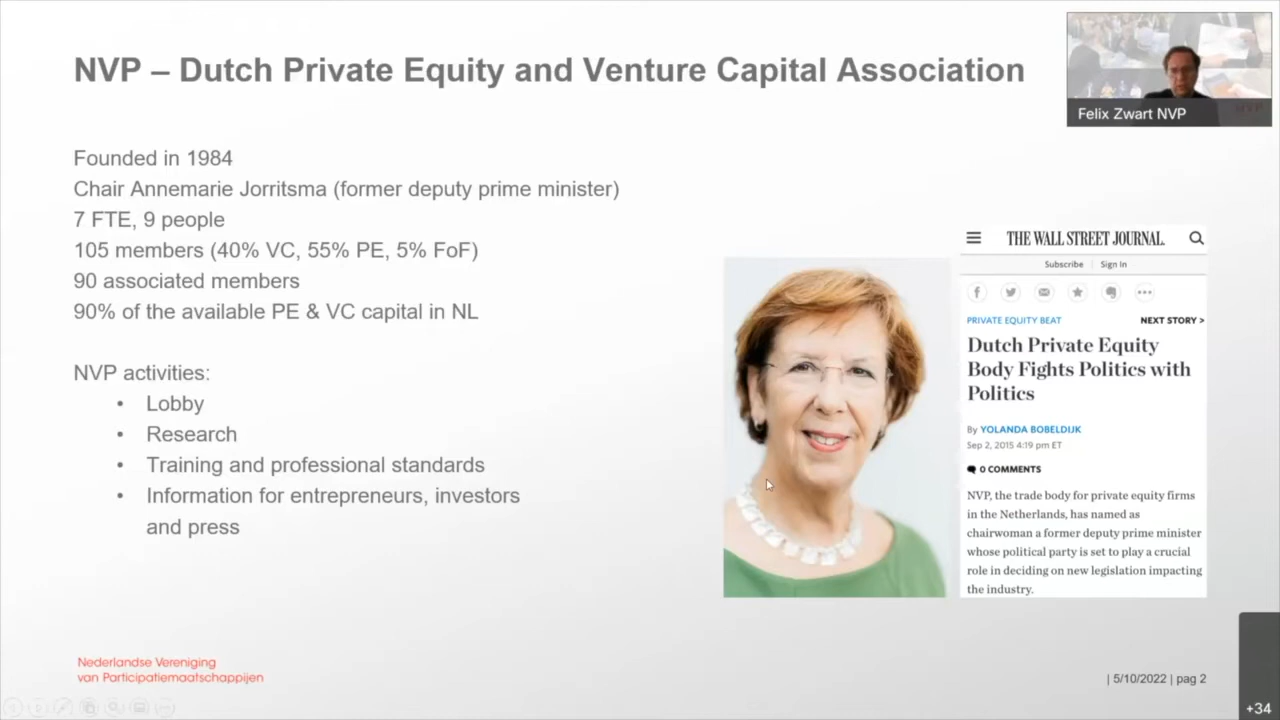 NVP – Dutch Private Equity and Venture Capital Association
Felix Zwart NVP
Founded in 1984
Chair Annemarie Jorritsma (former deputy prime minister)
7 FTE, 9 people
105 members (40% VC, 55% PE, 5% FoF)
90 associated members
90% of the available PE & VC capital in NL
NVP activities:
• Lobby
• Research
• Training and professional standards
• Information for entrepreneurs, investors
and press
THE WALL STREET JOURNAL.
Subscribe | Sign In
PRIVATE EQUITY BEAT NEXT STORY >
Dutch Private Equity
Body Fights Politics with
Politics
By YOLANDA BOBELDIJK
Sep 2, 2015 4:19 pm ET
0 COMMENTS
NVP, the trade body for private equity firms
in the Netherlands, has named as
chairwoman a former deputy prime minister
whose political party is set to play a crucial
role in deciding on new legislation impacting
the industry.
Nederlandse Vereniging
van Participatiemaatschappijen
| 5/10/2022 | pag 2
+34